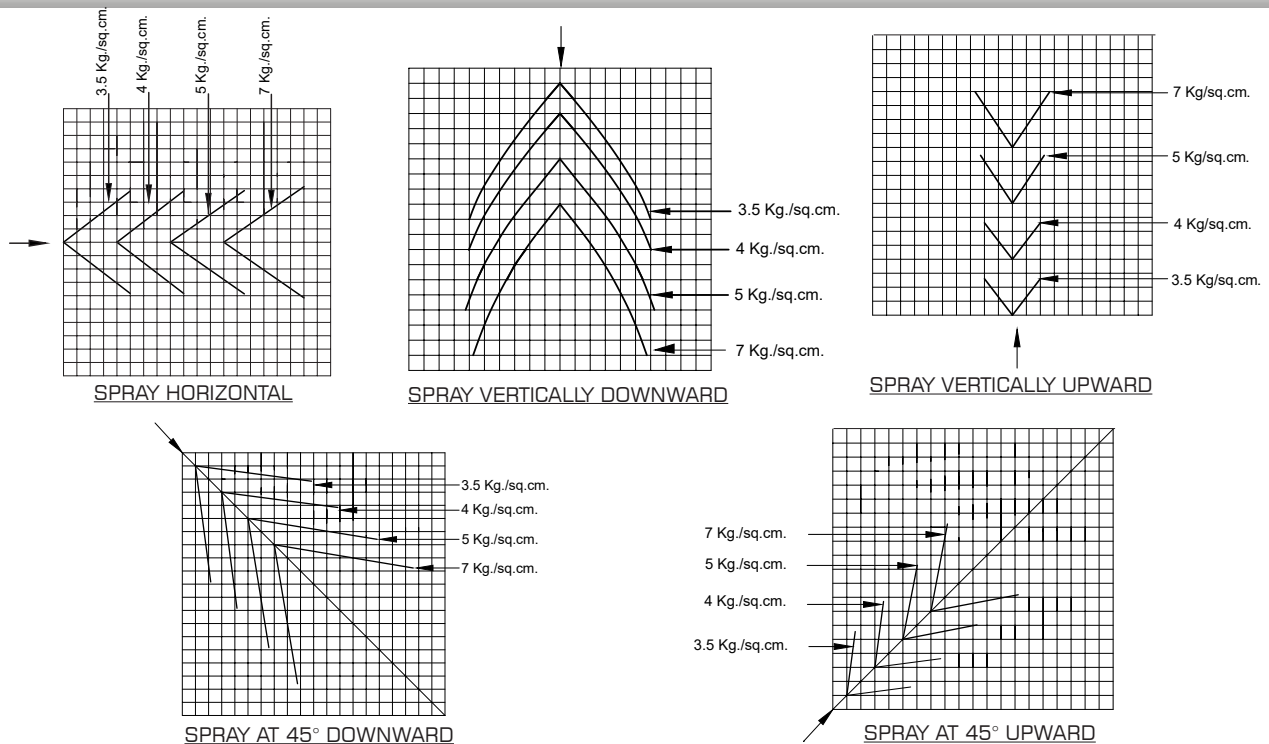 3.5 Kg./sq.cm.
4 Kg./sq.cm.
5 Kg./sq.cm.
7 Kg./sq.cm.
SPRAY HORIZONTAL
3.5 Kg./sq.cm.
4 Kg./sq.cm.
5 Kg./sq.cm.
7 Kg./sq.cm.
SPRAY VERTICALLY DOWNWARD
7 Kg/sq.cm.
5 Kg/sq.cm.
4 Kg/sq.cm.
3.5 Kg/sq.cm.
SPRAY VERTICALLY UPWARD
3.5 Kg./sq.cm.
4 Kg./sq.cm.
5 Kg./sq.cm.
7 Kg./sq.cm.
SPRAY AT 45° DOWNWARD
7 Kg./sq.cm.
5 Kg./sq.cm.
4 Kg./sq.cm.
3.5 Kg./sq.cm.
SPRAY AT 45° UPWARD